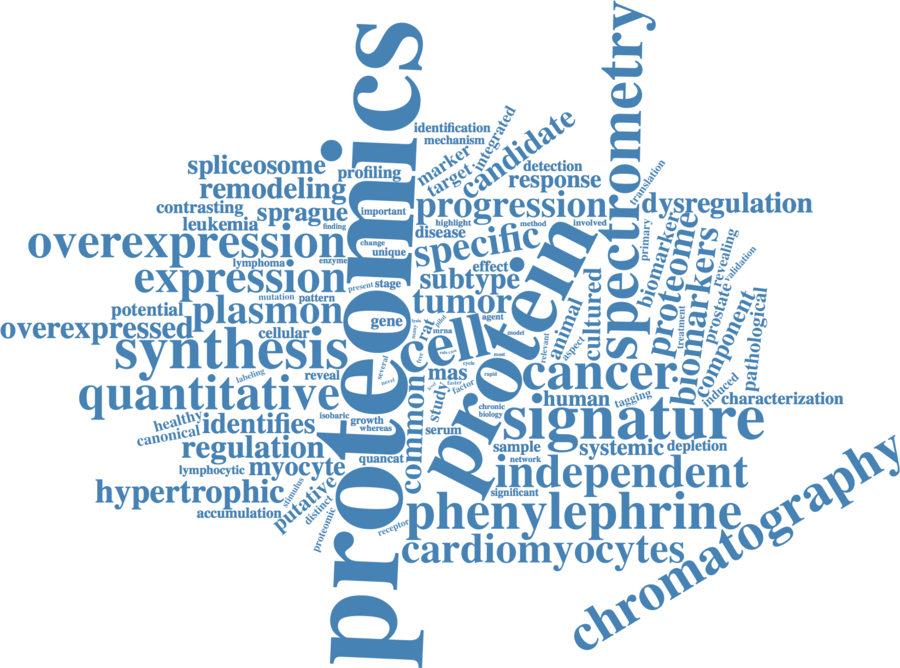 proteomics
protein
spectrometry
chromatography
identification
mechanism
integrated
marker
target
candidate
detection
response
translation
spliceosome
profiling
remodeling
contrasting
sprague
important
leukemia
finding
progression
highlight
method
involved
dysregulation
disease
overexpression
change
unique
specific
primary
biomarker
proteome
biomarkers
revealing
validation
lymphoma
enzyme
expression
present
stage
effect
subtype
mutation
pattern
tumor
potential
plasmon
gene
agent
animal
cultured
treatment
prostate
component
pathological
overexpressed
cellular
rat
mrna
model
cell
relevant
aspect
synthesis
reveal
several
novel
mas
cycle
rapid
cancer
labeling
quantitative
common
study
faster
factor
human
tagging
induced
characterization
healthy
canonical
identifies
isobaric
growth
whereas
serum
chronic
biology
signature
regulation
sample
systemic
depletion
lymphocytic
myocyte
quancat
network
independent
hypertrophic
stimulus
putative
significant
accumulation
distinct
proteomic
receptor
phenylephrine
cardiomyocytes